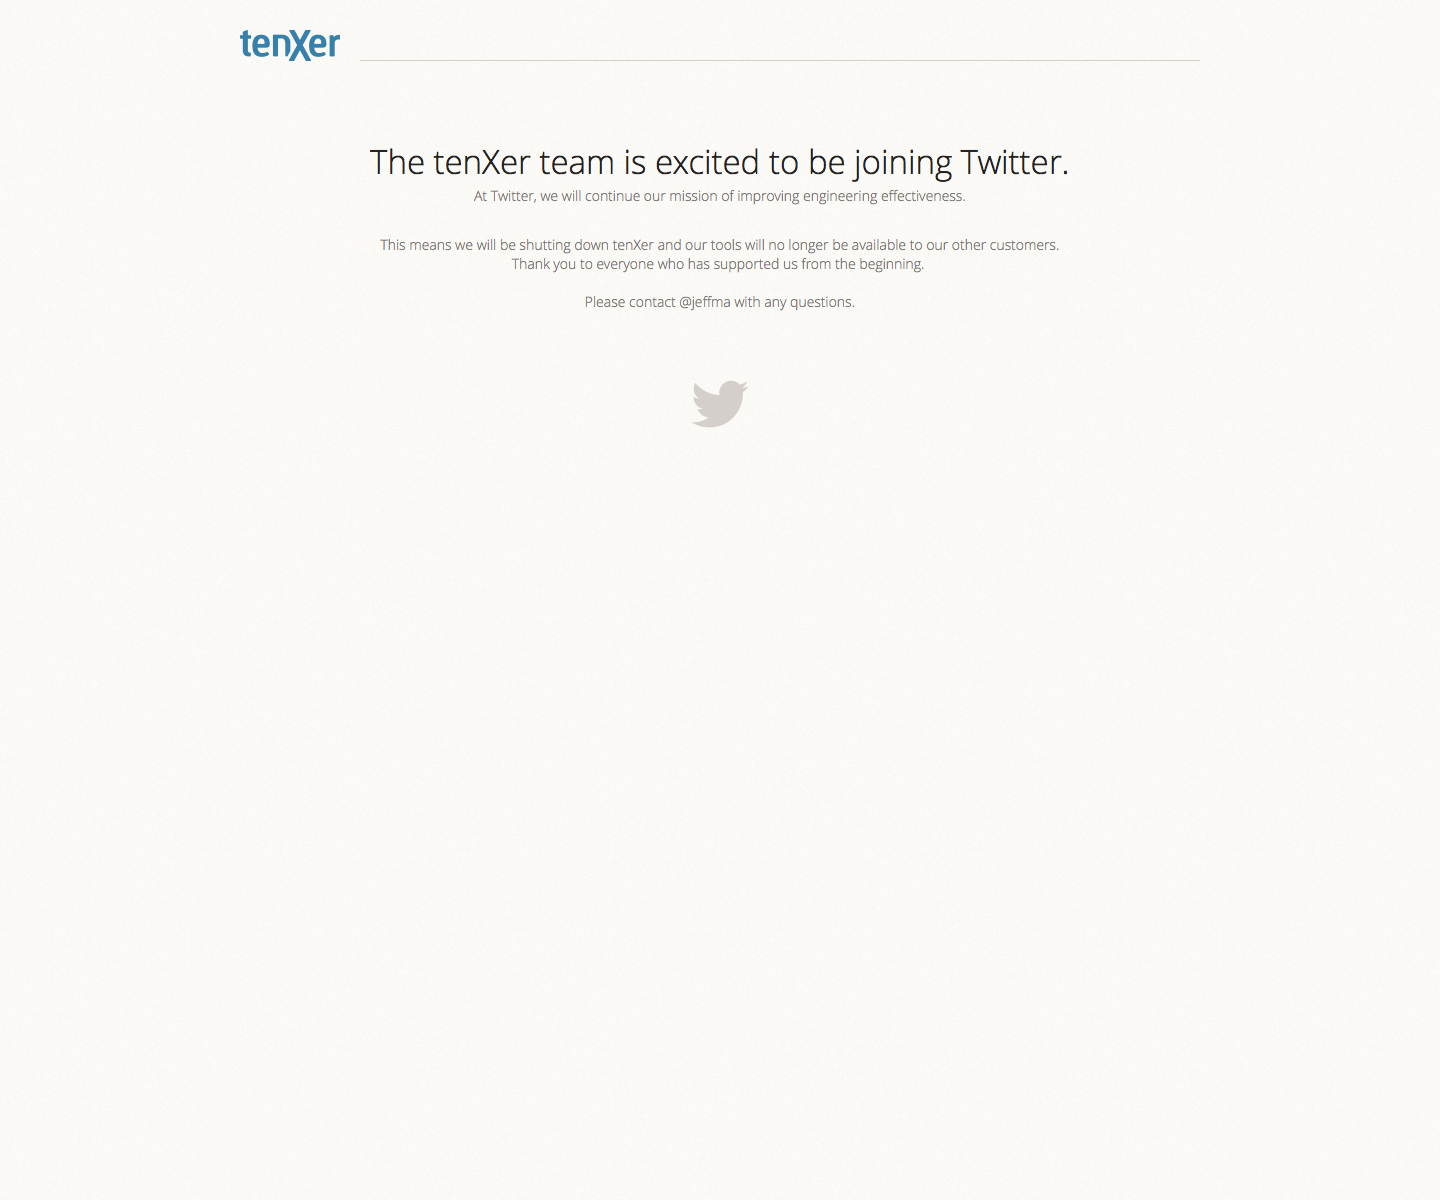 tenXer
The tenXer team is excited to be joining Twitter.
At Twitter, we will continue our mission of improving engineering effectiveness.
This means we will be shutting down tenXer and our tools will no longer be available to our other customers.
Thank you to everyone who has supported us from the beginning.
Please contact @jeffma with any questions.